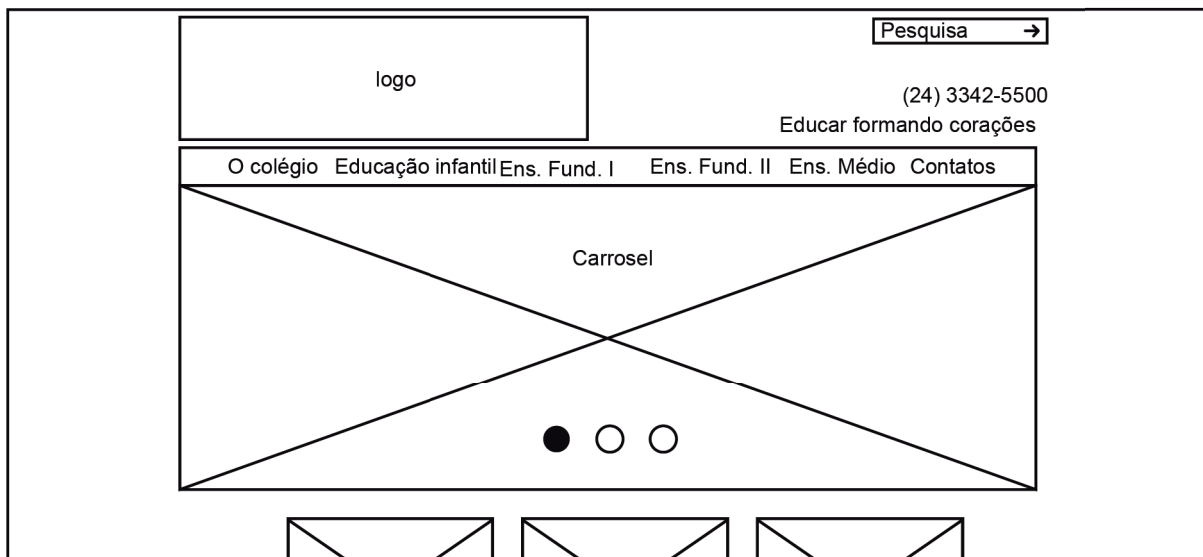 logo
Pesquisa →
(24) 3342-5500
Educar formando corações
O colégio Educação infantil Ens. Fund. I Ens. Fund. II Ens. Médio Contatos
Carrosel